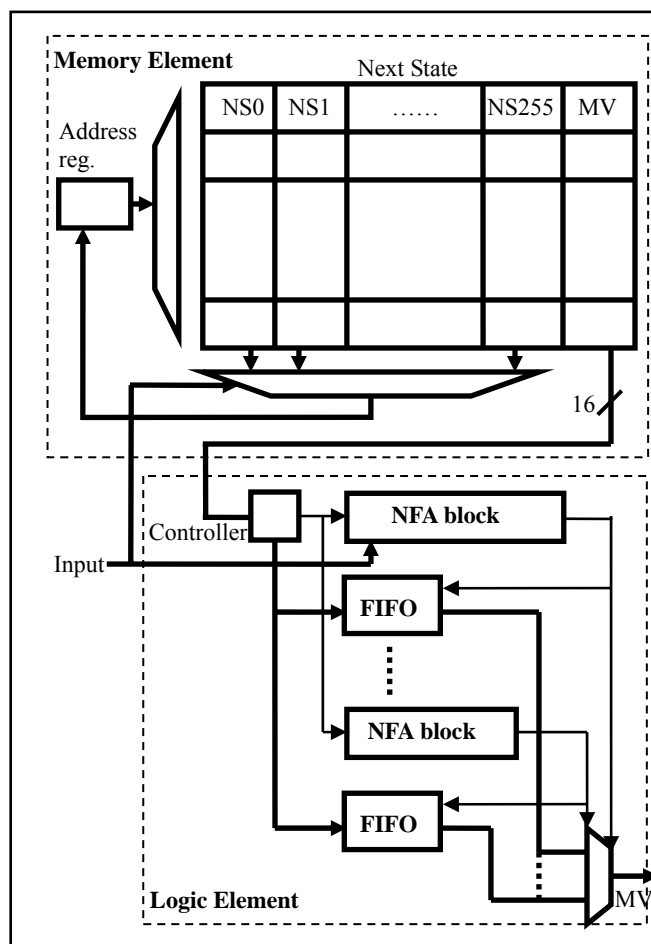 Memory Element
Next State
NS0 NS1 ...... NS255 MV
Address
reg.
16
NFA block
Controller
Input
FIFO
NFA block
FIFO
Logic Element
MV